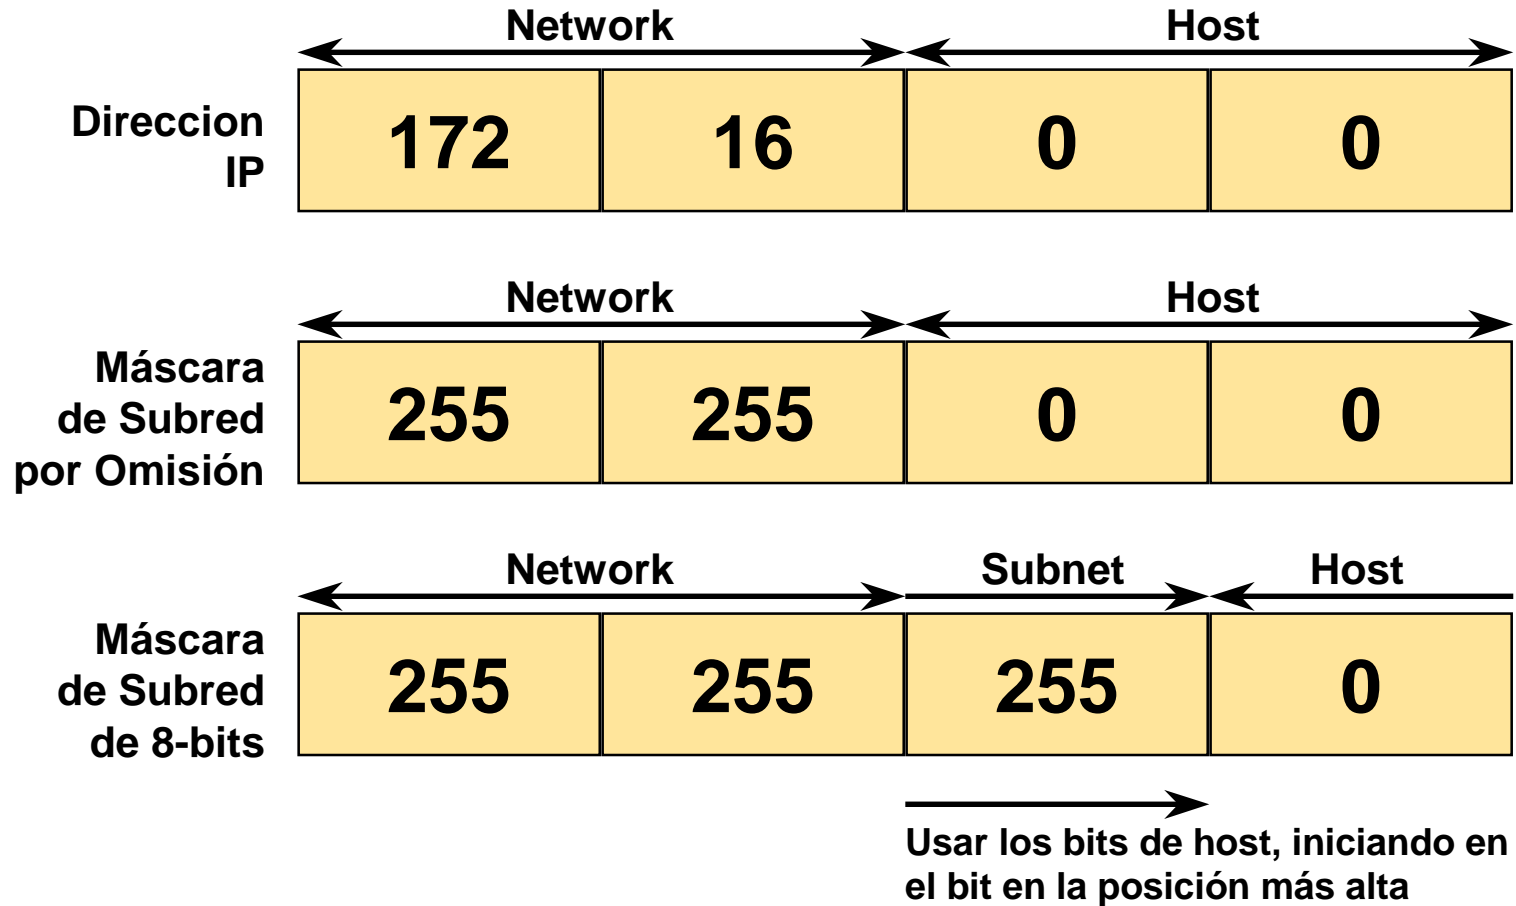 Network Host
Direccion
IP
172 16 0 0
Network Host
Máscara
de Subred
por Omisión
255 255 0 0
Network Subnet Host
Máscara
de Subred
de 8-bits
255 255 255 0
Usar los bits de host, iniciando en
el bit en la posición más alta